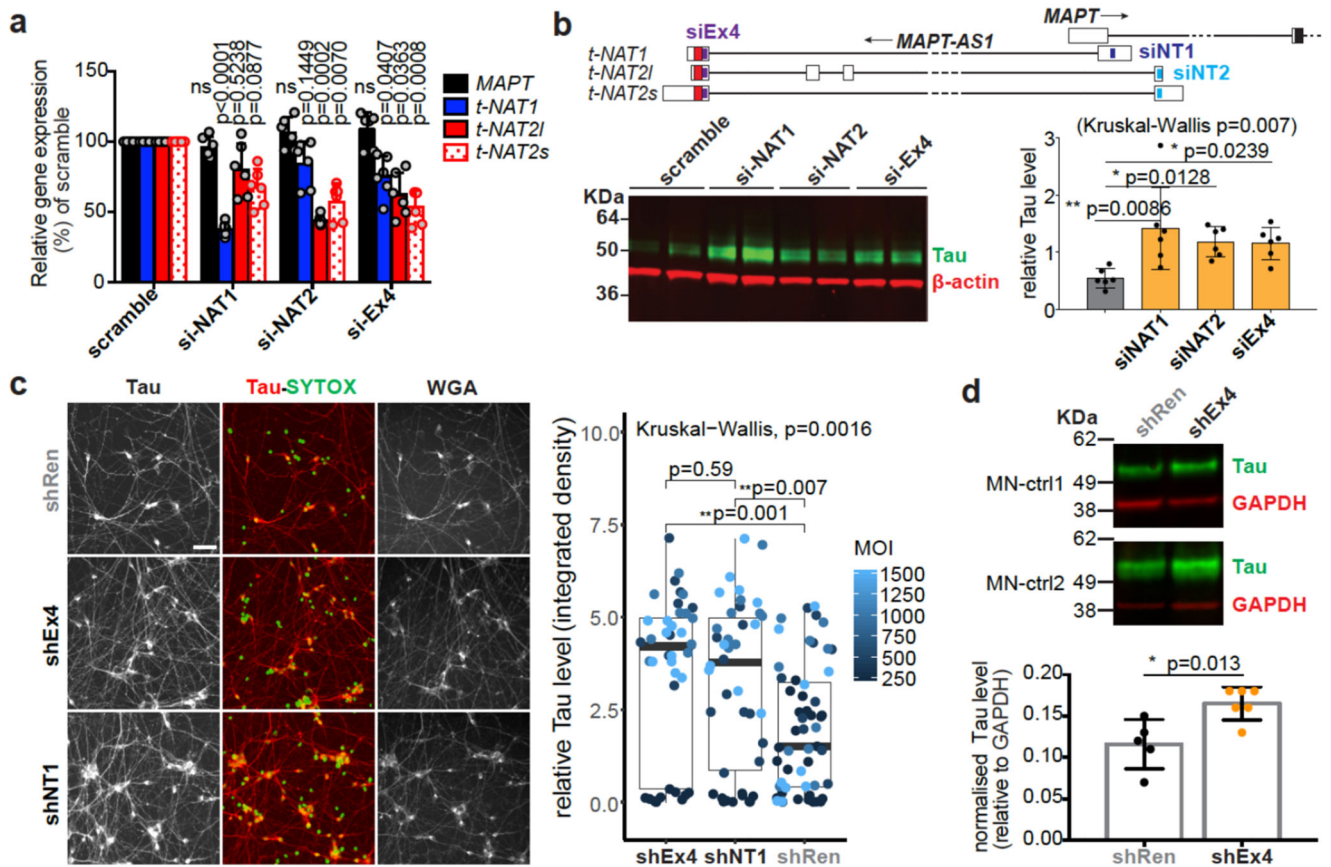 a
Relative gene expression
(%) of scramble
150
100
50
0
ns
p<0.0001
p=0.5238
p=0.0877
ns
p=0.1449
p=0.0002
p=0.0070
ns
p=0.0407
p=0.0363
p=0.0008
MAPT
t-NAT1
t-NAT2l
t-NAT2s
scramble
si-NAT1
si-NAT2
si-Ex4
b
MAPT
siEx4
MAPT-AS1
siNT1
t-NAT1
t-NAT2l
siNT2
t-NAT2s
scramble
si-NAT1
si-NAT2
si-Ex4
KDa
64
50
36
Tau
β-actin
(Kruskal-Wallis p=0.007)
* p=0.0239
* p=0.0128
** p=0.0086
relative Tau level
3
2
1
0
siNAT1
siNAT2
siEx4
c
Tau
Tau-SYTOX
WGA
shRen
shEx4
shNT1
relative Tau level (integrated density)
10.0
7.5
5.0
2.5
0.0
Kruskal−Wallis, p=0.0016
p=0.59
**p=0.007
**p=0.001
MOI
1500
1250
1000
750
500
250
shEx4
shNT1
shRen
d
KDa
shRen
shEx4
62
49
38
MN-ctrl1
Tau
GAPDH
62
49
38
MN-ctrl2
Tau
GAPDH
normalised Tau level
(relative to GAPDH)
0.20
0.15
0.10
0.05
0.00
* p=0.013
shRen
shEx4